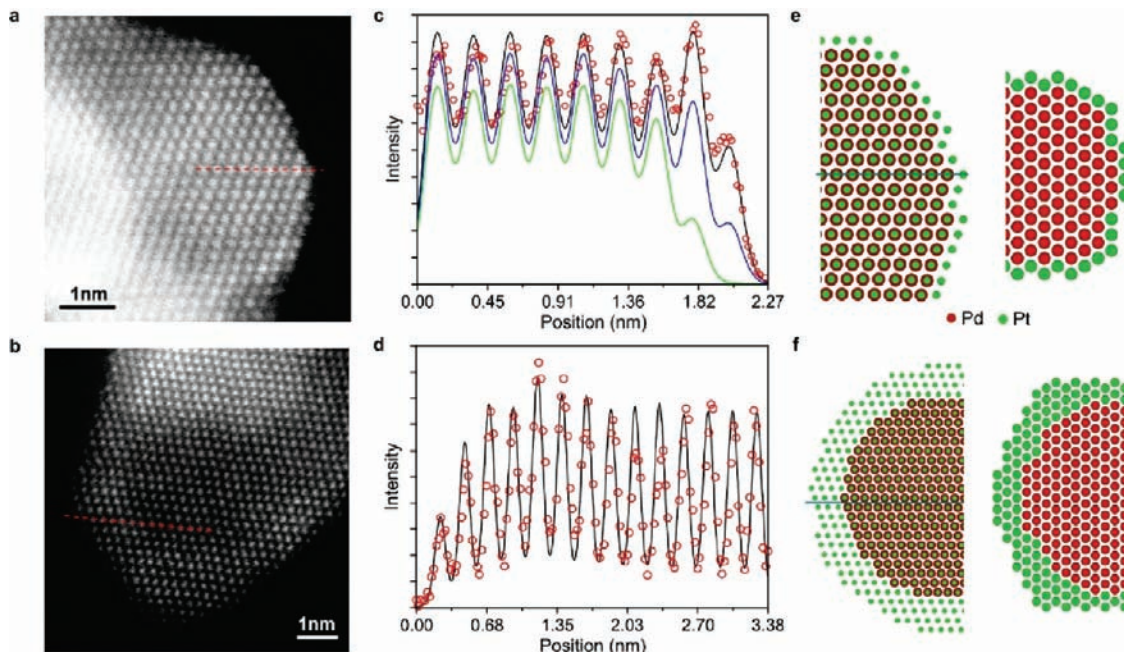 a
1nm
b
1nm
c
Intensity
0.00 0.45 0.91 1.36 1.82 2.27
Position (nm)
d
Intensity
0.00 0.68 1.35 2.03 2.70 3.38
Position (nm)
e
Pd Pt
f